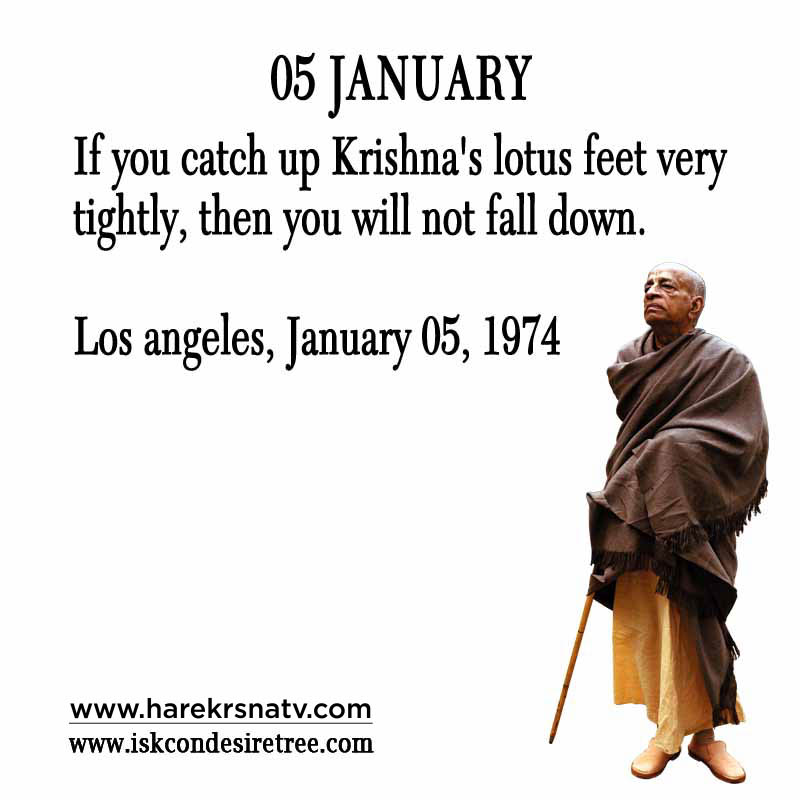 05 JANUARY
If you catch up Krishna's lotus feet very
tightly, then you will not fall down.
Los angeles, January 05, 1974
www.harekrsnatv.com
www.iskcondesiretree.com